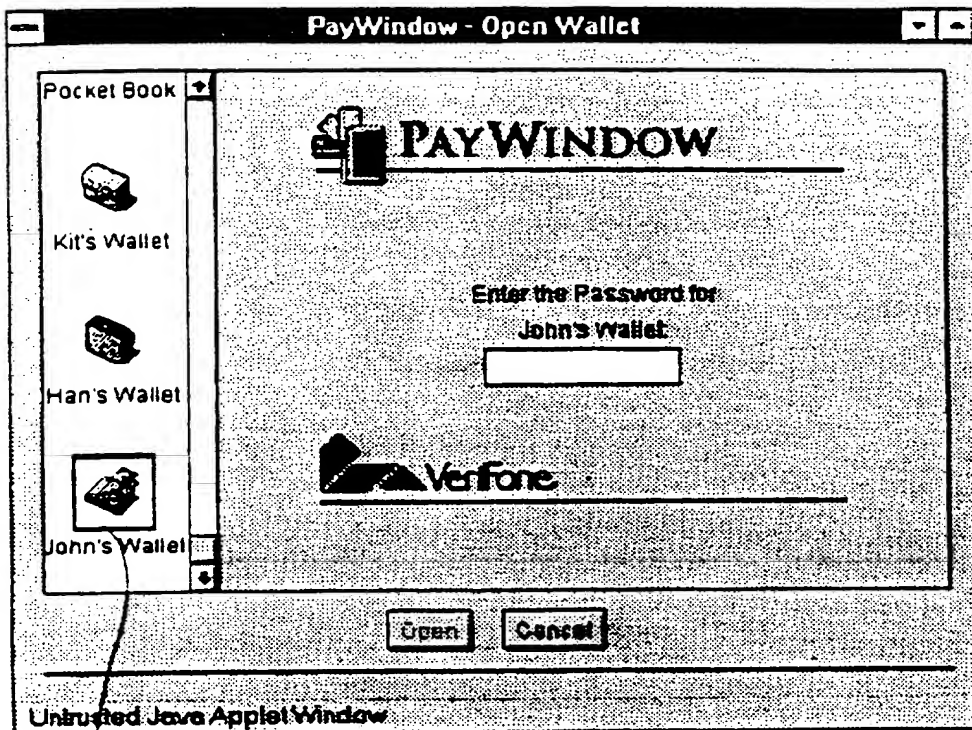 PayWindow - Open Wallet
Pocket Book
Kit's Wallet
Han's Wallet
John's Wallet
PAYWINDOW
Enter the Password for
John's Wallet
VeriFone
Open
Cancel
Untrusted Java Applet Window